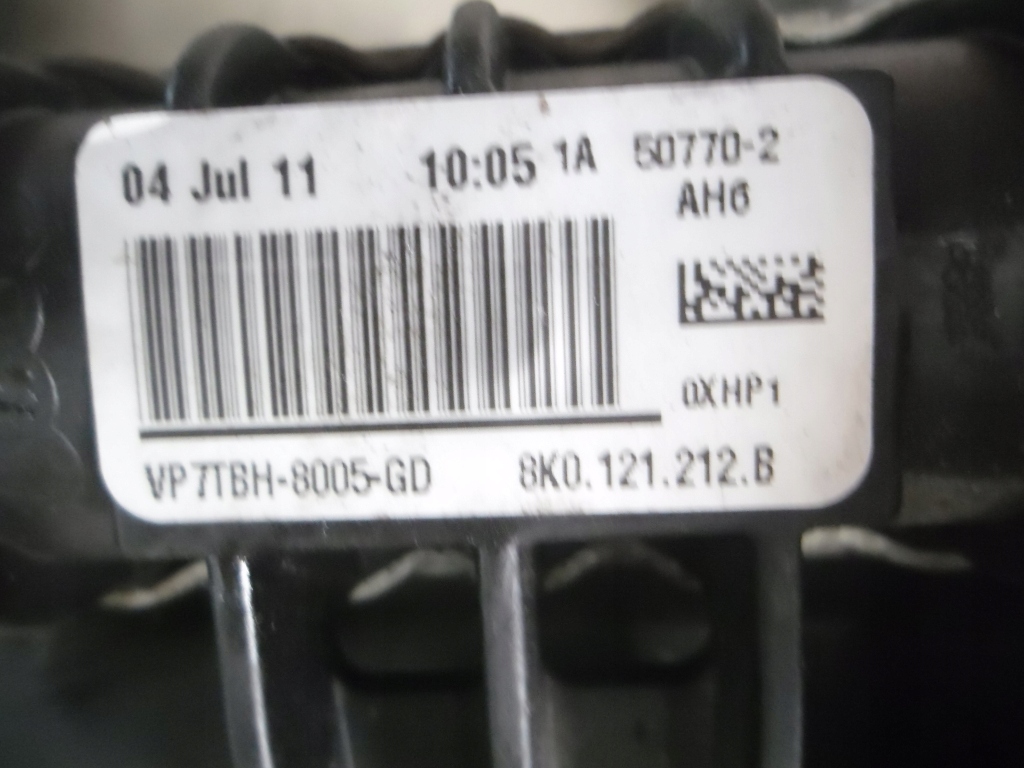 04 Jul 11 10:05 1A 50770-2
AH6
0XHP1
VP7TBH-8005-GD 8K0.121.212.B